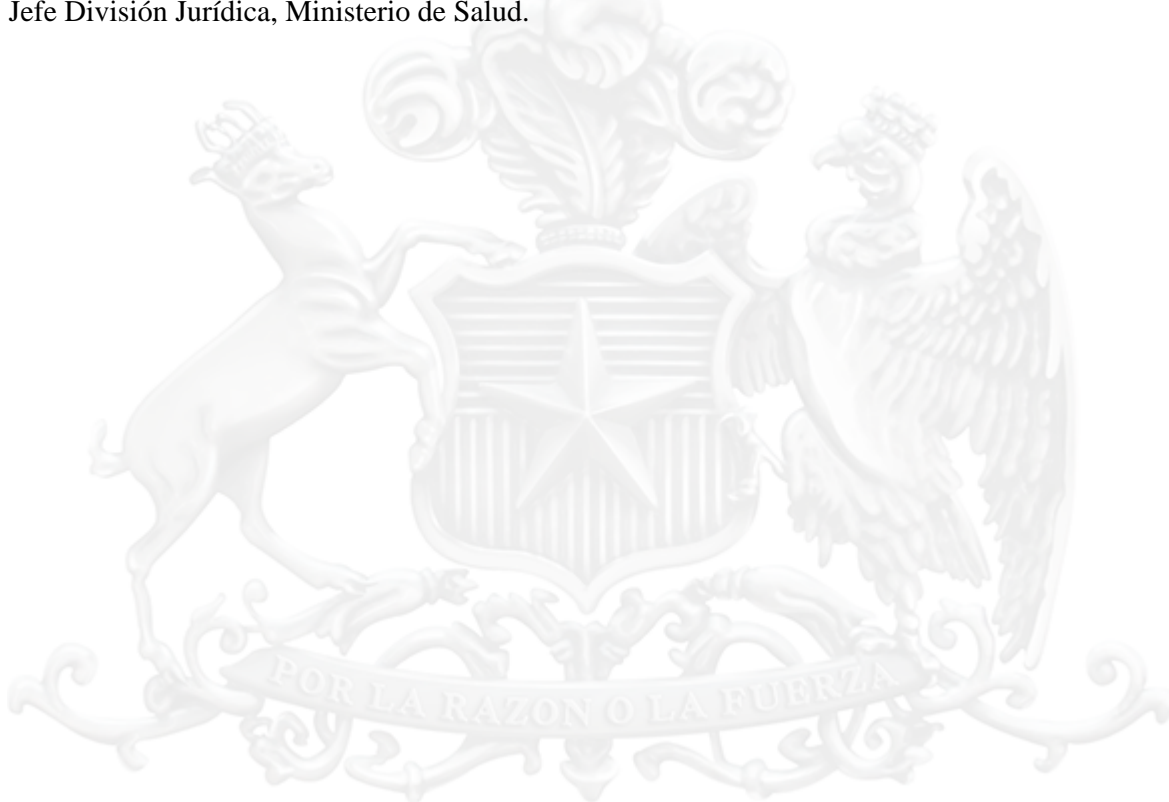 Jefe División Jurídica, Ministerio de Salud.
POR LA RAZON O LA FUERZA